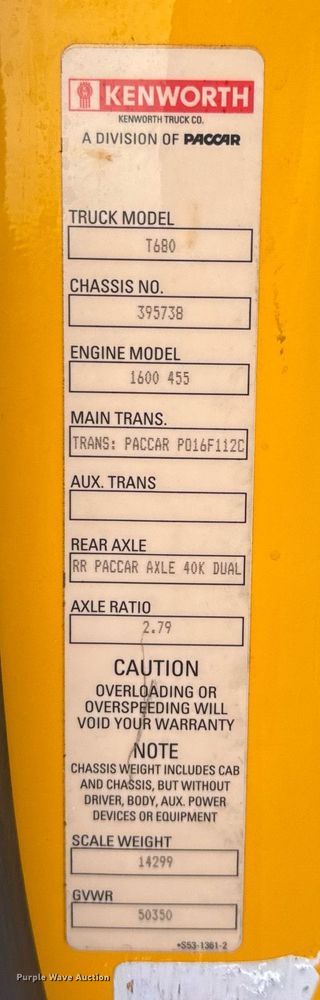 KENWORTH
KENWORTH TRUCK CO.
A DIVISION OF PACCAR
TRUCK MODEL
T680
CHASSIS NO.
395738
ENGINE MODEL
1600 455
MAIN TRANS.
TRANS: PACCAR PO16F112C
AUX. TRANS
REAR AXLE
RR PACCAR AXLE 40K DUAL
AXLE RATIO
2.79
CAUTION
OVERLOADING OR
OVERSPEEDING WILL
VOID YOUR WARRANTY
NOTE
CHASSIS WEIGHT INCLUDES CAB
AND CHASSIS, BUT WITHOUT
DRIVER, BODY, AUX. POWER
DEVICES OR EQUIPMENT
SCALE WEIGHT
14299
GVWR
50350
•S53-1361-2
Purple Wave Auction